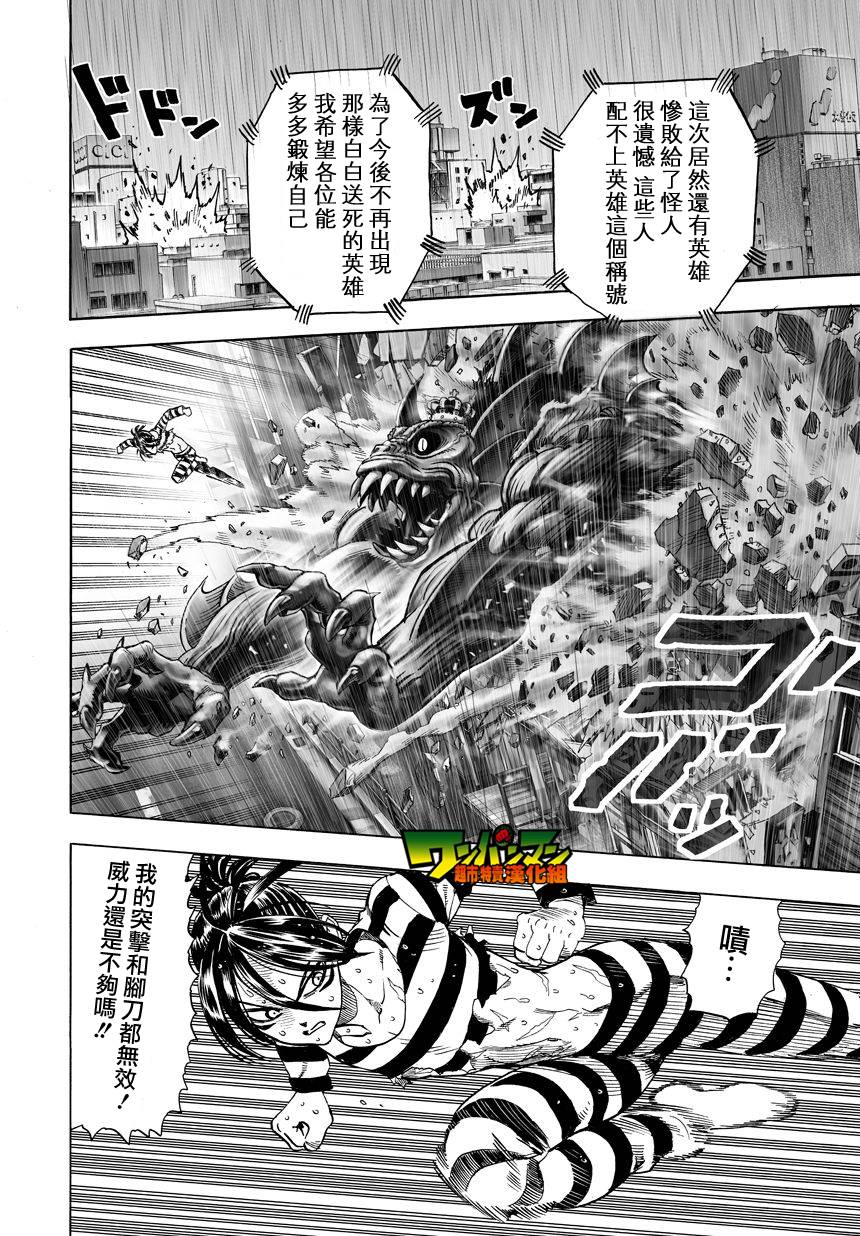 這次居然還有英雄
慘敗給了怪人
很遺憾 這些人
配不上英雄這個稱號
ズン
為了今後不再出現
那樣白白送死的英雄
我希望各位能
多多鍛煉自己
ドドン
C.C.
ゴバッ
嘖…
ワンパンマン
超市特賣漢化組
我的突擊和腳刀都無效！
威力還是不夠嗎!!